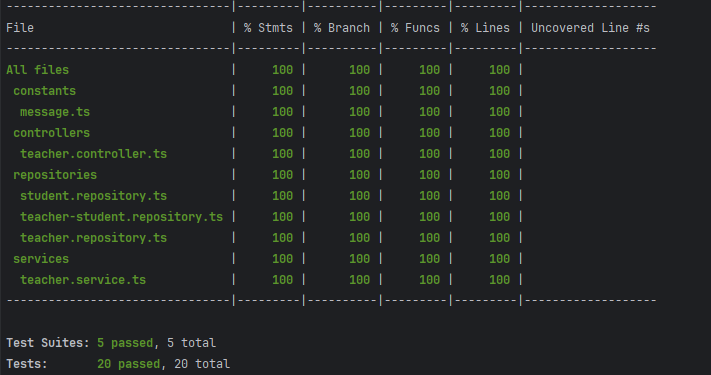 --------------------------------|---------|----------|---------|---------|-------------------
File                            | % Stmts | % Branch | % Funcs | % Lines | Uncovered Line #s
--------------------------------|---------|----------|---------|---------|-------------------
All files                       |     100 |      100 |     100 |     100 |
 constants                      |     100 |      100 |     100 |     100 |
  message.ts                    |     100 |      100 |     100 |     100 |
 controllers                    |     100 |      100 |     100 |     100 |
  teacher.controller.ts         |     100 |      100 |     100 |     100 |
 repositories                   |     100 |      100 |     100 |     100 |
  student.repository.ts         |     100 |      100 |     100 |     100 |
  teacher-student.repository.ts |     100 |      100 |     100 |     100 |
  teacher.repository.ts         |     100 |      100 |     100 |     100 |
 services                       |     100 |      100 |     100 |     100 |
  teacher.service.ts            |     100 |      100 |     100 |     100 |
--------------------------------|---------|----------|---------|---------|-------------------
Test Suites: 5 passed, 5 total
Tests:       20 passed, 20 total